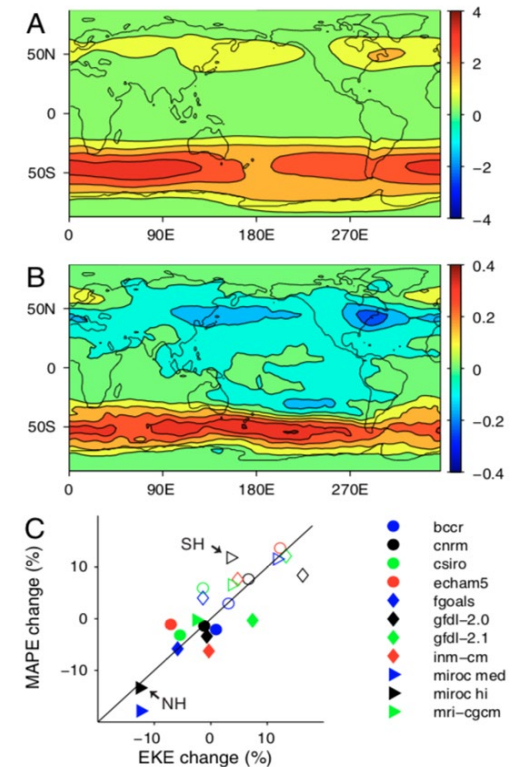 A
50N
0
50S
0 90E 180E 270E
4
2
0
−2
−4
B
50N
0
50S
0 90E 180E 270E
0.4
0.2
0
−0.2
−0.4
C
MAPE change (%)
10
0
−10
SH
NH
−10 0 10
EKE change (%)
bccr
cnrm
csiro
echam5
fgoals
gfdl−2.0
gfdl−2.1
inm−cm
miroc med
miroc hi
mri−cgcm